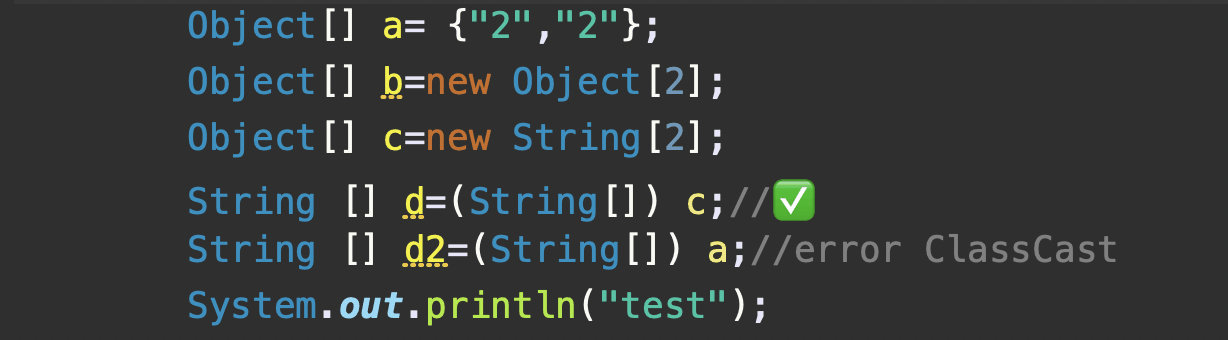 Object[] a= {"2","2"};
Object[] b=new Object[2];
Object[] c=new String[2];
String [] d=(String[]) c;//✅
String [] d2=(String[]) a;//error ClassCast
System.out.println("test");